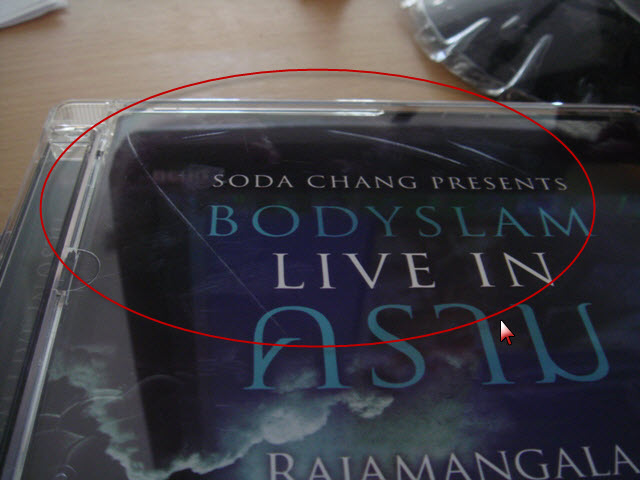 SODA CHANG PRESENTS
BODYSLAM
LIVE IN
คราม
RAJAMANGALA